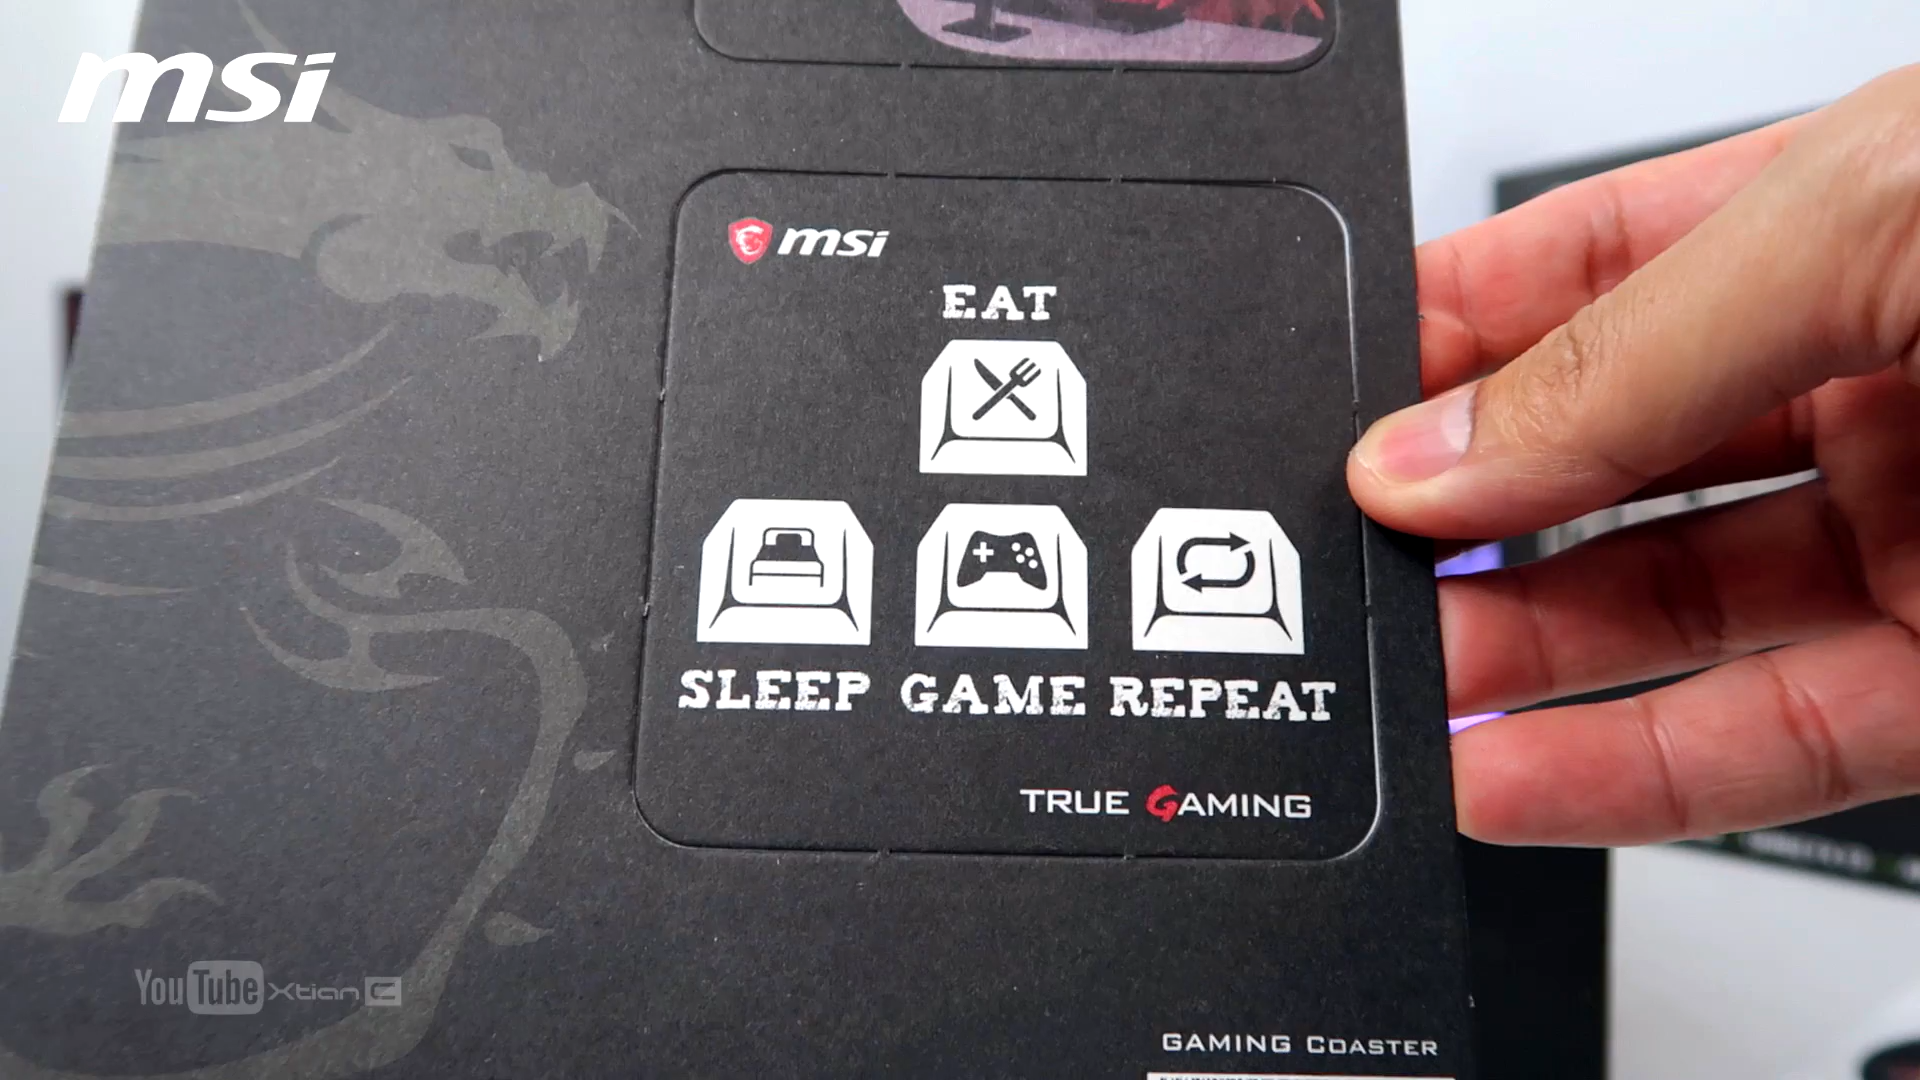 msi
msi
EAT
SLEEP GAME REPEAT
TRUE GAMING
YouTube Xtian C
GAMING COASTER